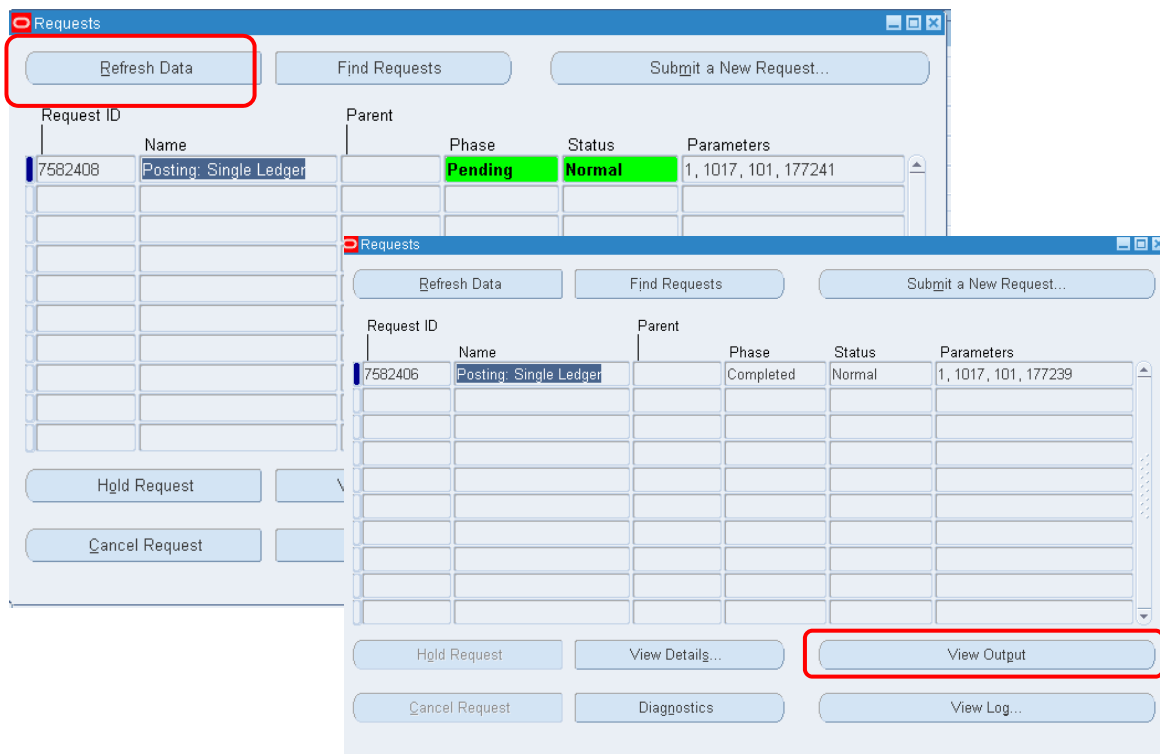 Requests
Refresh Data Find Requests Submit a New Request...
Request ID Parent
Name Phase Status Parameters
7582408 Posting: Single Ledger Pending Normal 1, 1017, 101, 177241
Hold Request
Cancel Request
Requests
Refresh Data Find Requests Submit a New Request...
Request ID Parent
Name Phase Status Parameters
7582406 Posting: Single Ledger Completed Normal 1, 1017, 101, 177239
Hold Request View Details... View Output
Cancel Request Diagnostics View Log...